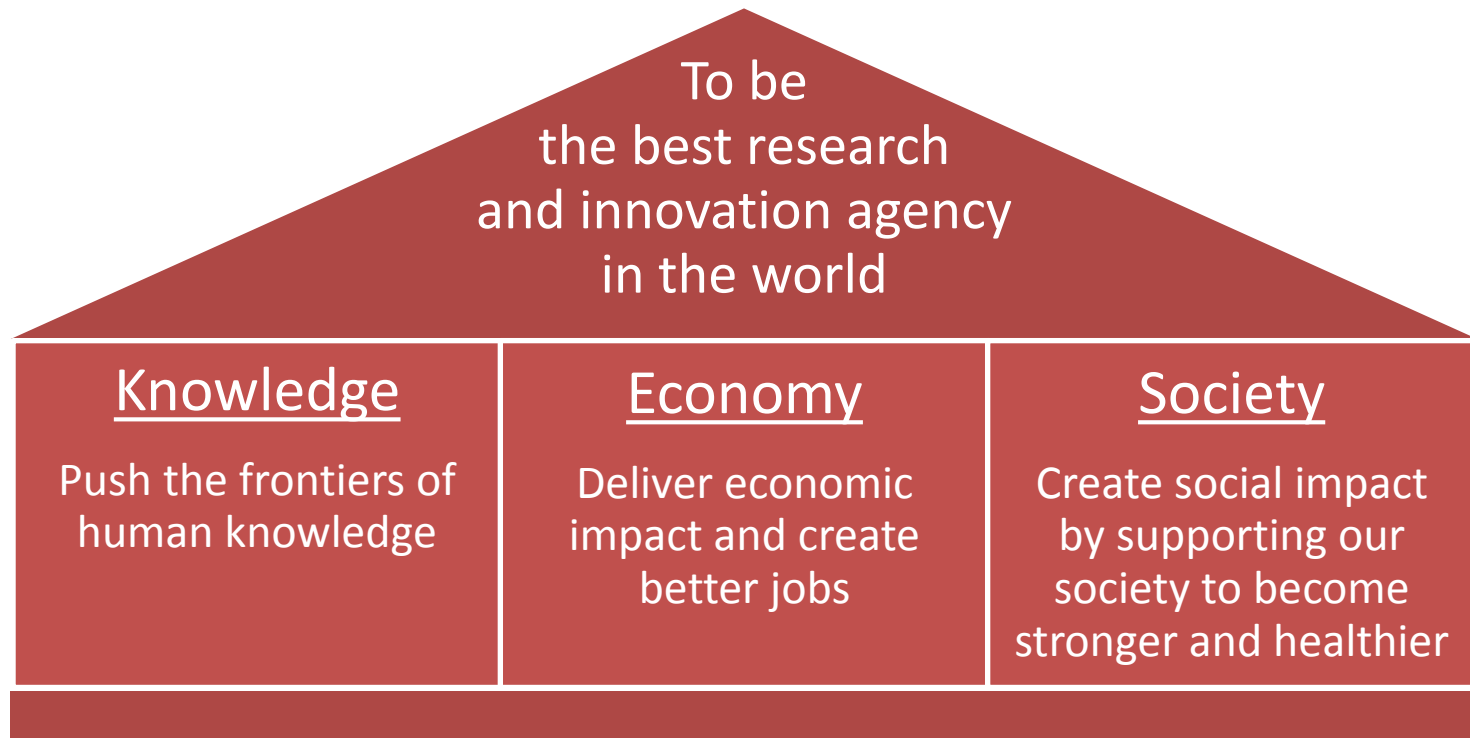 To be
the best research
and innovation agency
in the world
Knowledge
Push the frontiers of
human knowledge
Economy
Deliver economic
impact and create
better jobs
Society
Create social impact
by supporting our
society to become
stronger and healthier